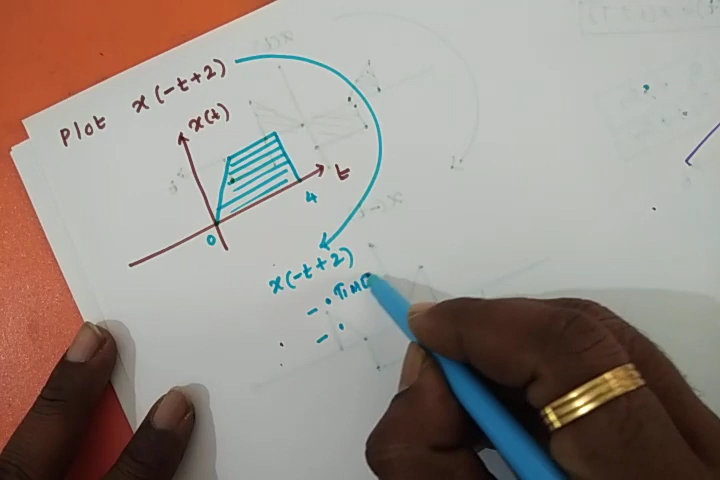 Plot x(-t+2)
x(t)
t
4
0
x(-t+2)
- • TIME
- •